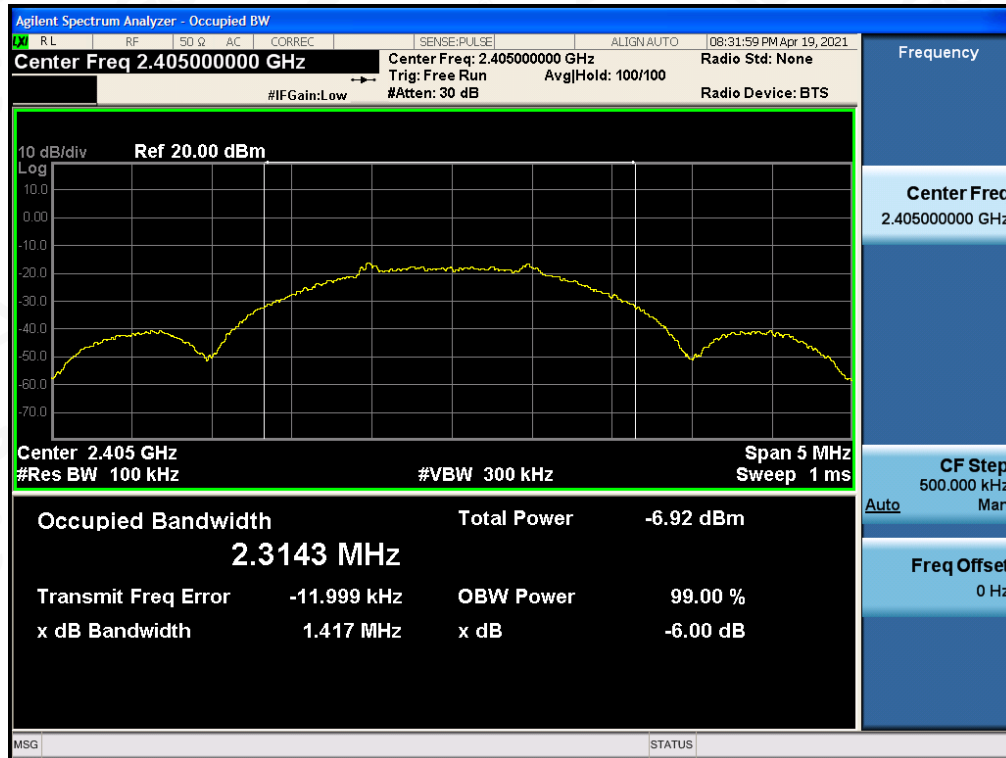 Agilent Spectrum Analyzer - Occupied BW
LXI RL RF 50 Ω AC CORREC SENSE:PULSE ALIGN AUTO 08:31:59 PM Apr 19, 2021
Center Freq 2.405000000 GHz
Center Freq: 2.405000000 GHz Radio Std: None
Trig: Free Run Avg|Hold: 100/100
#IFGain:Low #Atten: 30 dB Radio Device: BTS
10 dB/div Ref 20.00 dBm
Log
10.0
0.00
-10.0
-20.0
-30.0
-40.0
-50.0
-60.0
-70.0
Center 2.405 GHz Span 5 MHz
#Res BW 100 kHz #VBW 300 kHz Sweep 1 ms
Occupied Bandwidth Total Power -6.92 dBm
2.3143 MHz
Transmit Freq Error -11.999 kHz OBW Power 99.00 %
x dB Bandwidth 1.417 MHz x dB -6.00 dB
MSG STATUS
Frequency
Center Freq
2.405000000 GHz
CF Step
500.000 kHz
Auto Man
Freq Offset
0 Hz